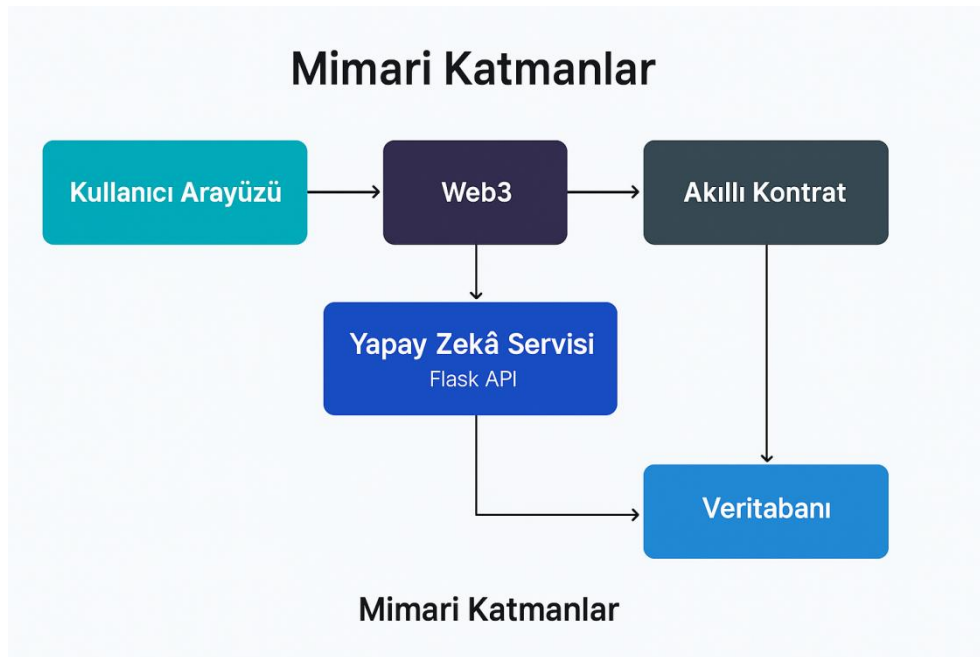 Mimari Katmanlar
Kullanıcı Arayüzü
Web3
Akıllı Kontrat
Yapay Zekâ Servisi
Flask API
Veritabanı
Mimari Katmanlar